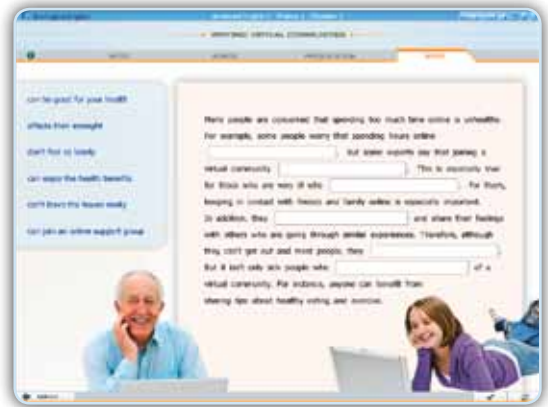 VISITING VIRTUAL COMMUNITIES
can be good for your health
affects their eyesight
don't feel so lonely
can enjoy the health benefits
can't leave the house easily
can join an online support group
Many people are concerned that spending too much time online is unhealthy.
For example, some people worry that spending hours online
, but some experts say that joining a
virtual community . This is especially true
for those who are very ill who . For them,
keeping in contact with friends and family online is especially important.
In addition, they and share their feelings
with others who are going through similar experiences. Therefore, although
they can't get out and meet people, they .
But it isn't only sick people who of a
virtual community. For instance, anyone can benefit from
sharing tips about healthy eating and exercise.